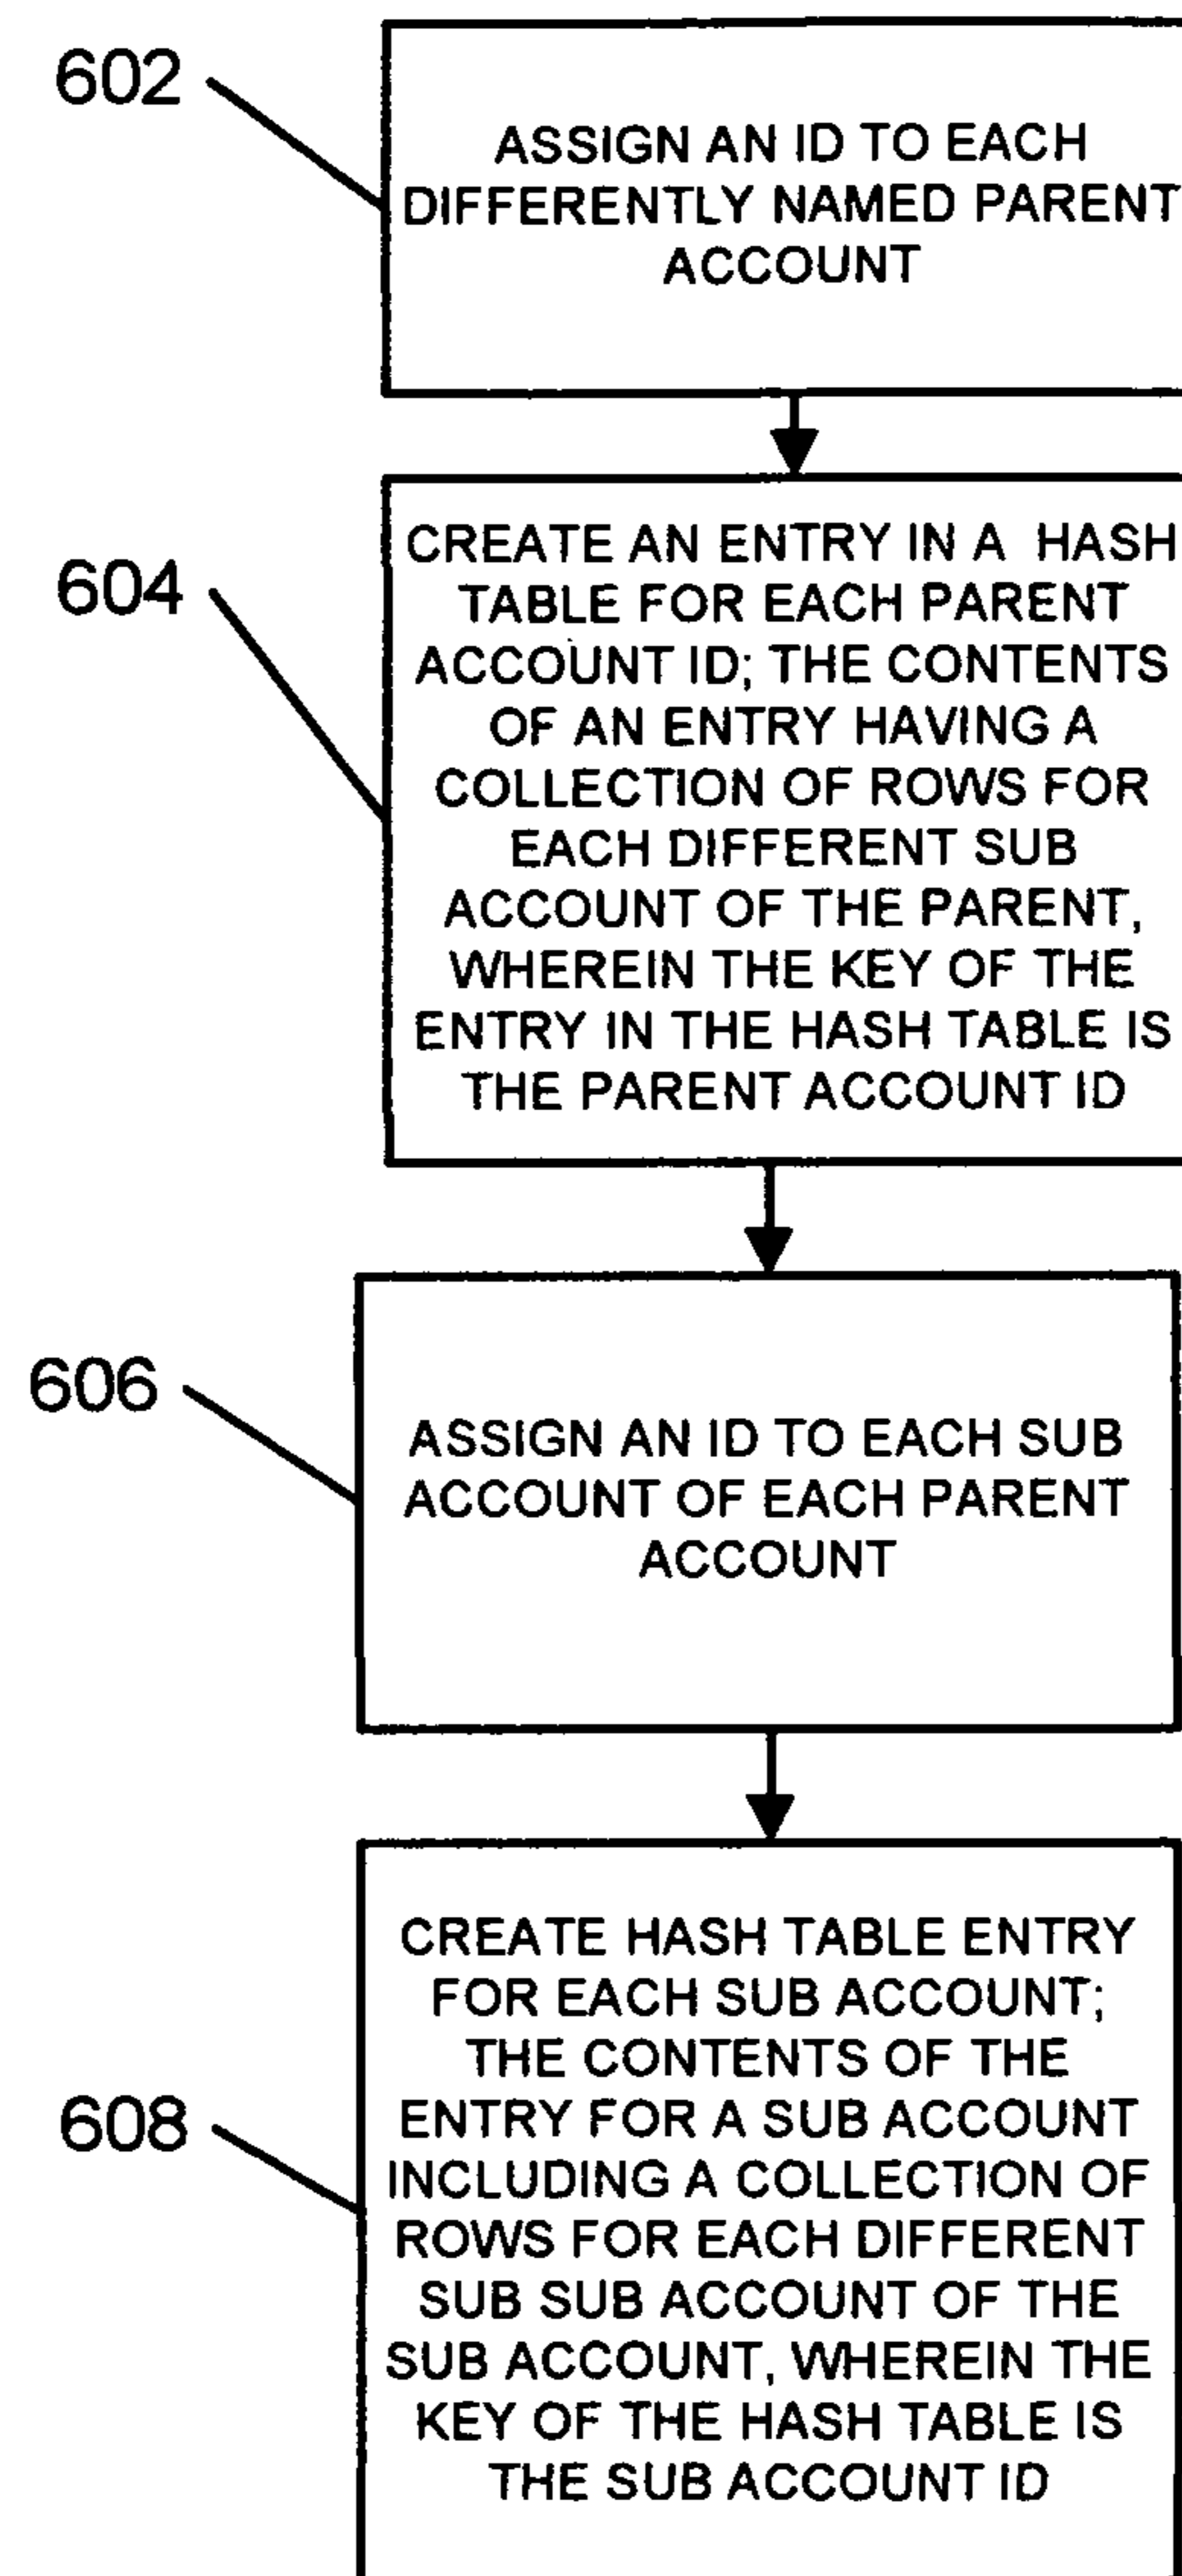 602
ASSIGN AN ID TO EACH
DIFFERENTLY NAMED PARENT
ACCOUNT
604
CREATE AN ENTRY IN A HASH
TABLE FOR EACH PARENT
ACCOUNT ID; THE CONTENTS
OF AN ENTRY HAVING A
COLLECTION OF ROWS FOR
EACH DIFFERENT SUB
ACCOUNT OF THE PARENT,
WHEREIN THE KEY OF THE
ENTRY IN THE HASH TABLE IS
THE PARENT ACCOUNT ID
606
ASSIGN AN ID TO EACH SUB
ACCOUNT OF EACH PARENT
ACCOUNT
608
CREATE HASH TABLE ENTRY
FOR EACH SUB ACCOUNT;
THE CONTENTS OF THE
ENTRY FOR A SUB ACCOUNT
INCLUDING A COLLECTION OF
ROWS FOR EACH DIFFERENT
SUB SUB ACCOUNT OF THE
SUB ACCOUNT, WHEREIN THE
KEY OF THE HASH TABLE IS
THE SUB ACCOUNT ID